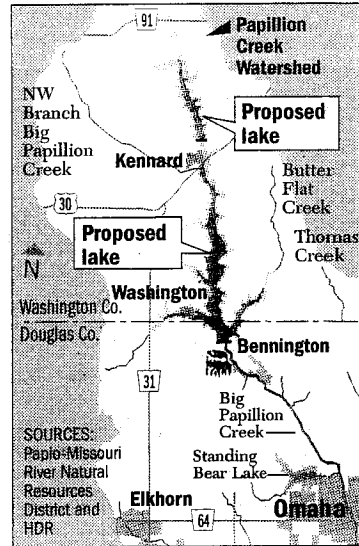 91
Papillion
Creek
Watershed
NW
Branch
Big
Papillion
Creek
Proposed
lake
Kennard
Butter
Flat
Creek
30
Thomas
Creek
Proposed
lake
N
Washington
Washington Co.
Douglas Co.
Bennington
31
Big
Papillion
Creek
SOURCES:
Papio-Missouri
River Natural
Resources
District and
HDR
Standing
Bear Lake
Elkhorn
64
Omaha